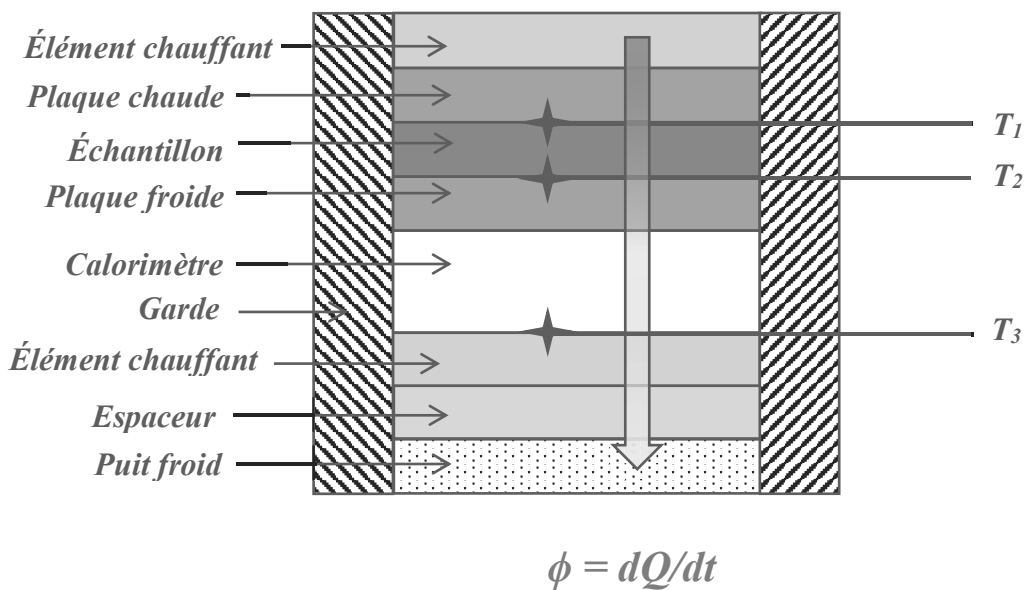 Élément chauffant
Plaque chaude
T1
Échantillon
T2
Plaque froide
Calorimètre
Garde
T3
Élément chauffant
Espaceur
Puit froid
ϕ = dQ/dt